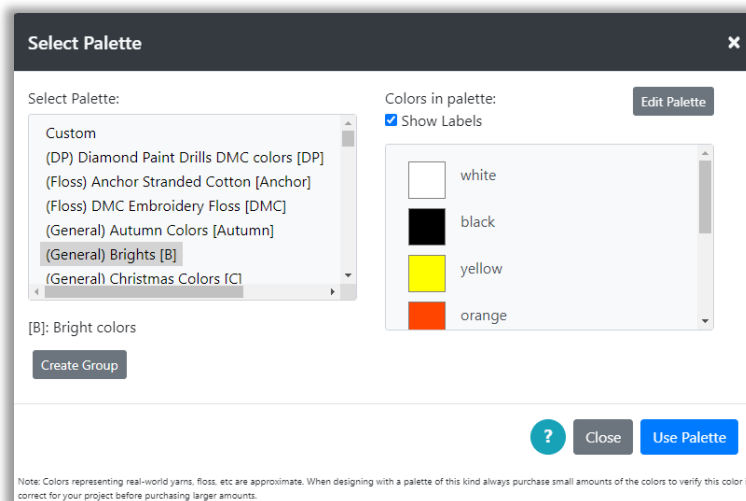 Select Palette
×
Select Palette:
Custom
(DP) Diamond Paint Drills DMC colors [DP]
(Floss) Anchor Stranded Cotton [Anchor]
(Floss) DMC Embroidery Floss [DMC]
(General) Autumn Colors [Autumn]
(General) Brights [B]
(General) Christmas Colors [C]
[B]: Bright colors
Create Group
Colors in palette:
Edit Palette
Show Labels
white
black
yellow
orange
?
Close
Use Palette
Note: Colors representing real-world yarns, floss, etc are approximate. When designing with a palette of this kind always purchase small amounts of the colors to verify this color
correct for your project before purchasing larger amounts.